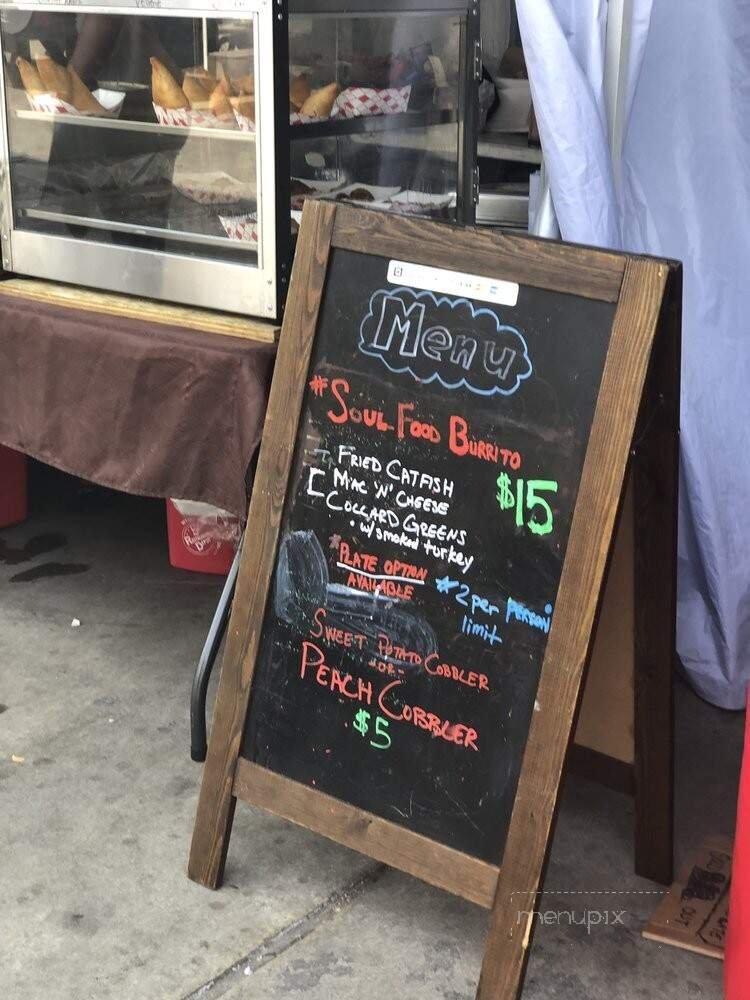 Menu
*Soul Food Burrito
Fried Catfish
Mac 'n' Cheese
Collard Greens
• w/smoked turkey
$15
*Plate option
available
*2 per person
limit
Sweet Potato Cobbler
-or-
Peach Cobbler
$5
menupix